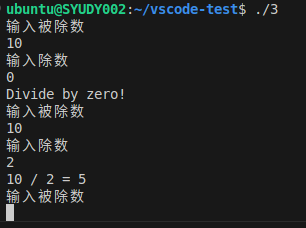 ubuntu@SYUDY002:~/vscode-test$ ./3
输入被除数
10
输入除数
0
Divide by zero!
输入被除数
10
输入除数
2
10 / 2 = 5
输入被除数